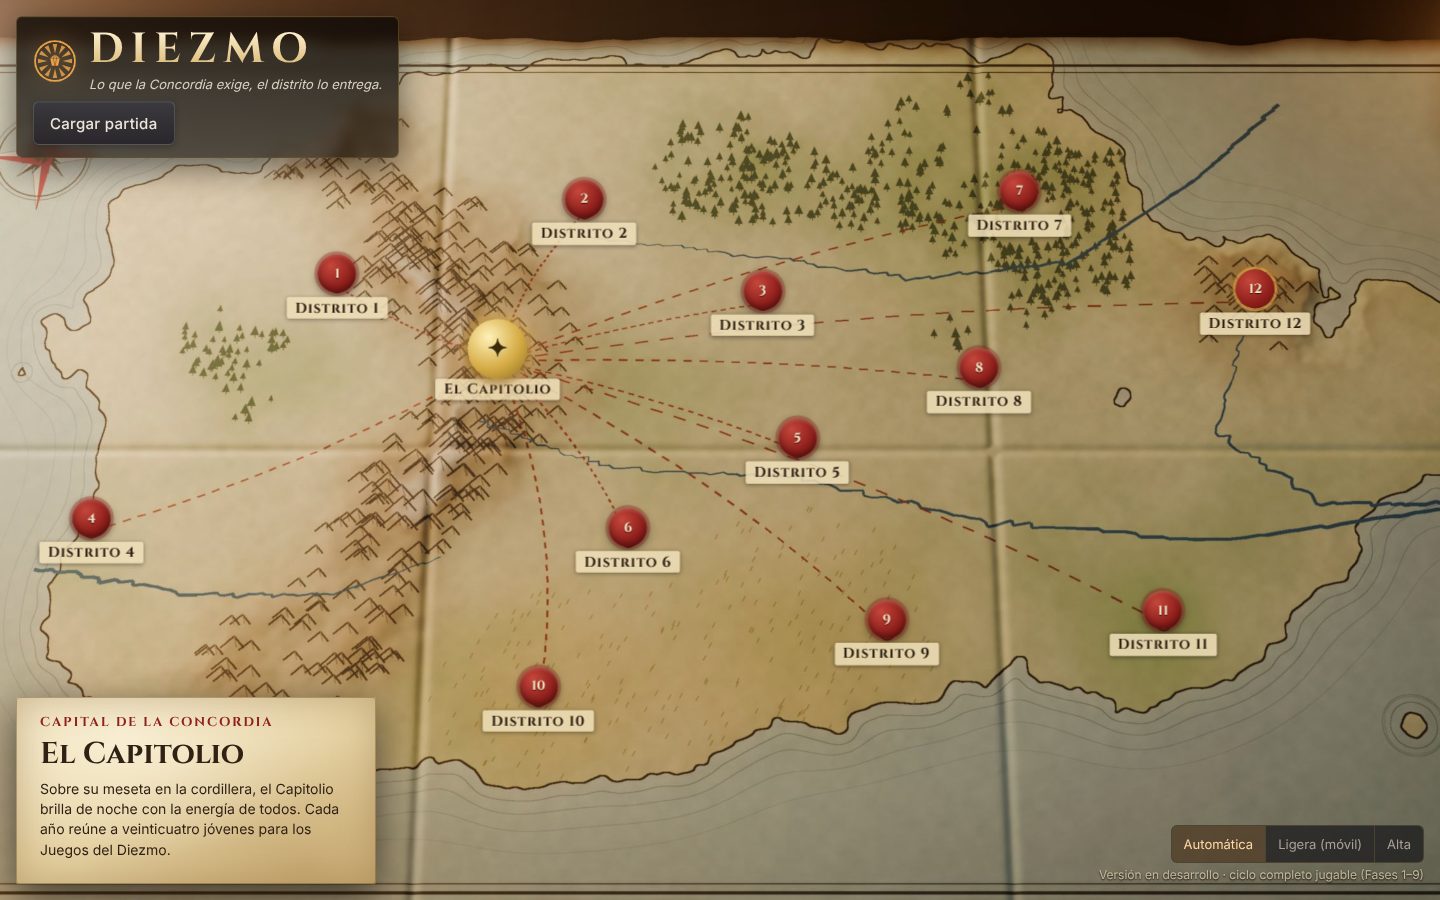 DIEZMO
Lo que la Concordia exige, el distrito lo entrega.
Cargar partida
7
Distrito 7
2
Distrito 2
1
Distrito 1
3
Distrito 3
12
Distrito 12
✦
El Capitolio
8
Distrito 8
5
Distrito 5
4
Distrito 4
6
Distrito 6
11
Distrito 11
9
Distrito 9
10
Distrito 10
CAPITAL DE LA CONCORDIA
El Capitolio
Sobre su meseta en la cordillera, el Capitolio
brilla de noche con la energía de todos. Cada
año reúne a veinticuatro jóvenes para los
Juegos del Diezmo.
Automática
Ligera (móvil)
Alta
Versión en desarrollo · ciclo completo jugable (Fases 1–9)